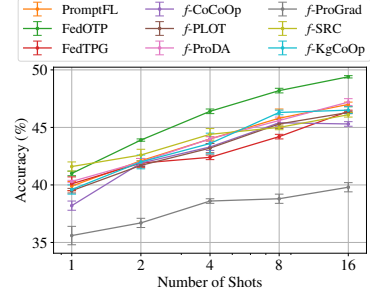 PromptFL f-CoCoOp f-ProGrad
FedOTP f-PLOT f-SRC
FedTPG f-ProDA f-KgCoOp
50
45
40
35
Accuracy (%)
1 2 4 8 16
Number of Shots